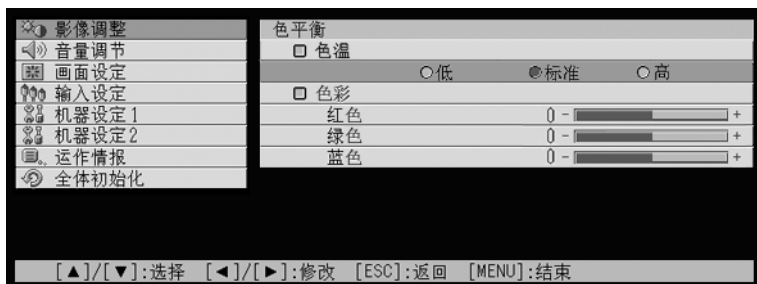 影像调整
音量调节
画面设定
输入设定
机器设定1
机器设定2
运作情报
全体初始化
色平衡
色温
低 标准 高
色彩
红色 0 - +
绿色 0 - +
蓝色 0 - +
[▲]/[▼]:选择 [◄]/[►]:修改 [ESC]:返回 [MENU]:结束